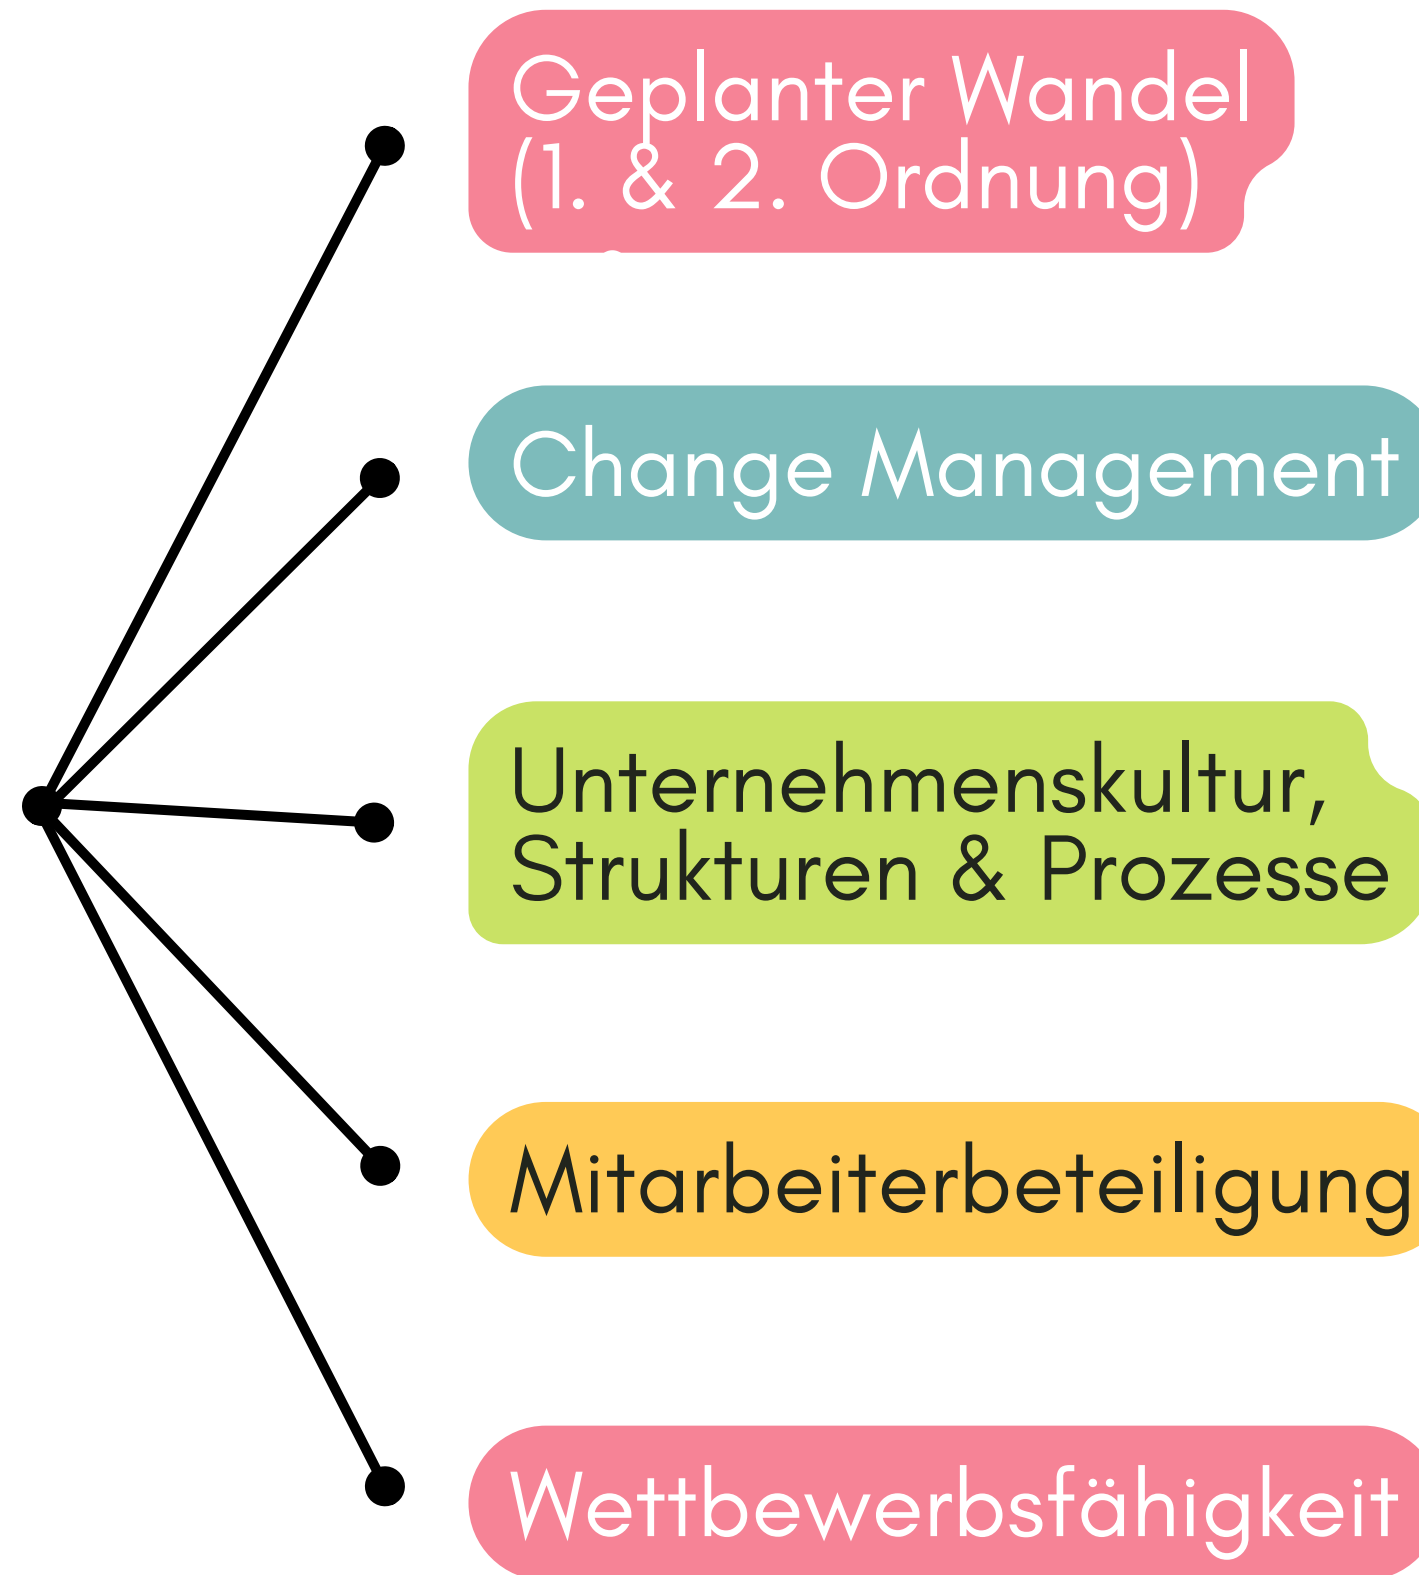 Geplanter Wandel
(1. & 2. Ordnung)
Change Management
Unternehmenskultur,
Strukturen & Prozesse
Mitarbeiterbeteiligung
Wettbewerbsfähigkeit